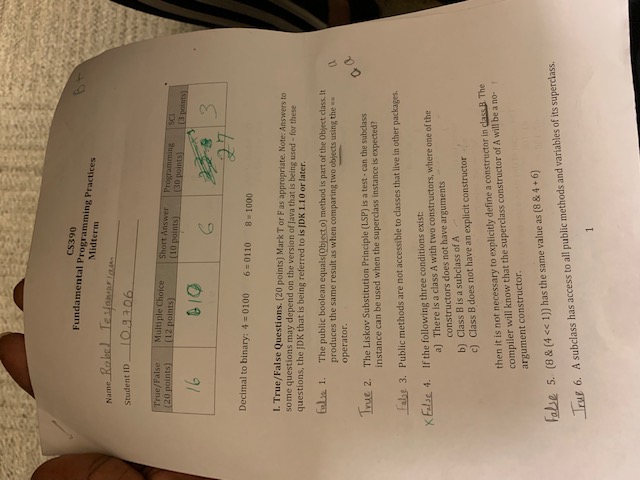 B+
CS390
Fundamental Programming Practices
Midterm
Name Robel Tesfamariam
Student ID 109706
True/False (20 points) Multiple Choice (12 points) Short Answer (10 points) Programming (30 points) SCI (3 points)
16 10 6 27 3
Decimal to binary: 4 = 0100 6 = 0110 8 = 1000
I. True/False Questions. (20 points) Mark T or F as appropriate. Note: Answers to
some questions may depend on the version of Java that is being used – for these
questions, the JDK that is being referred to is JDK 1.10 or later.
False 1. The public boolean equals(Object o) method is part of the Object class. It
produces the same result as when comparing two objects using the ==
operator.
True 2. The Liskov Substitution Principle (LSP) is a test - can the subclass
instance can be used when the superclass instance is expected?
False 3. Public methods are not accessible to classes that live in other packages.
x False 4. If the following three conditions exist:
a) There is a class A with two constructors, where one of the
constructors does not have arguments
b) Class B is a subclass of A
c) Class B does not have an explicit constructor
then it is not necessary to explicitly define a constructor in class B. The
compiler will know that the superclass constructor of A will be a no-
argument constructor.
False 5. (8 & (4 << 1)) has the same value as (8 & 4 + 6)
True 6. A subclass has access to all public methods and variables of its superclass.
1